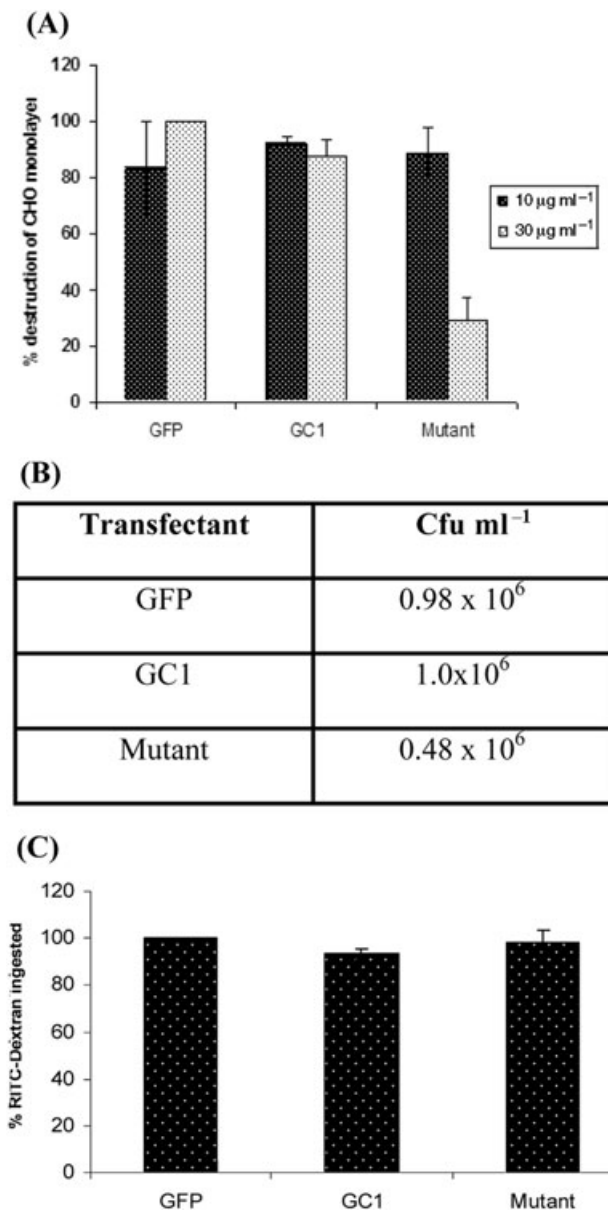 (A)
% destruction of CHO monolayer
120
100
80
60
40
20
0
GFP GC1 Mutant
10 µg ml⁻¹
30 µg ml⁻¹
(B)
Transfectant Cfu ml⁻¹
GFP 0.98 x 10⁶
GC1 1.0x10⁶
Mutant 0.48 x 10⁶
(C)
% RITC-Dextran ingested
120
100
80
60
40
20
0
GFP GC1 Mutant